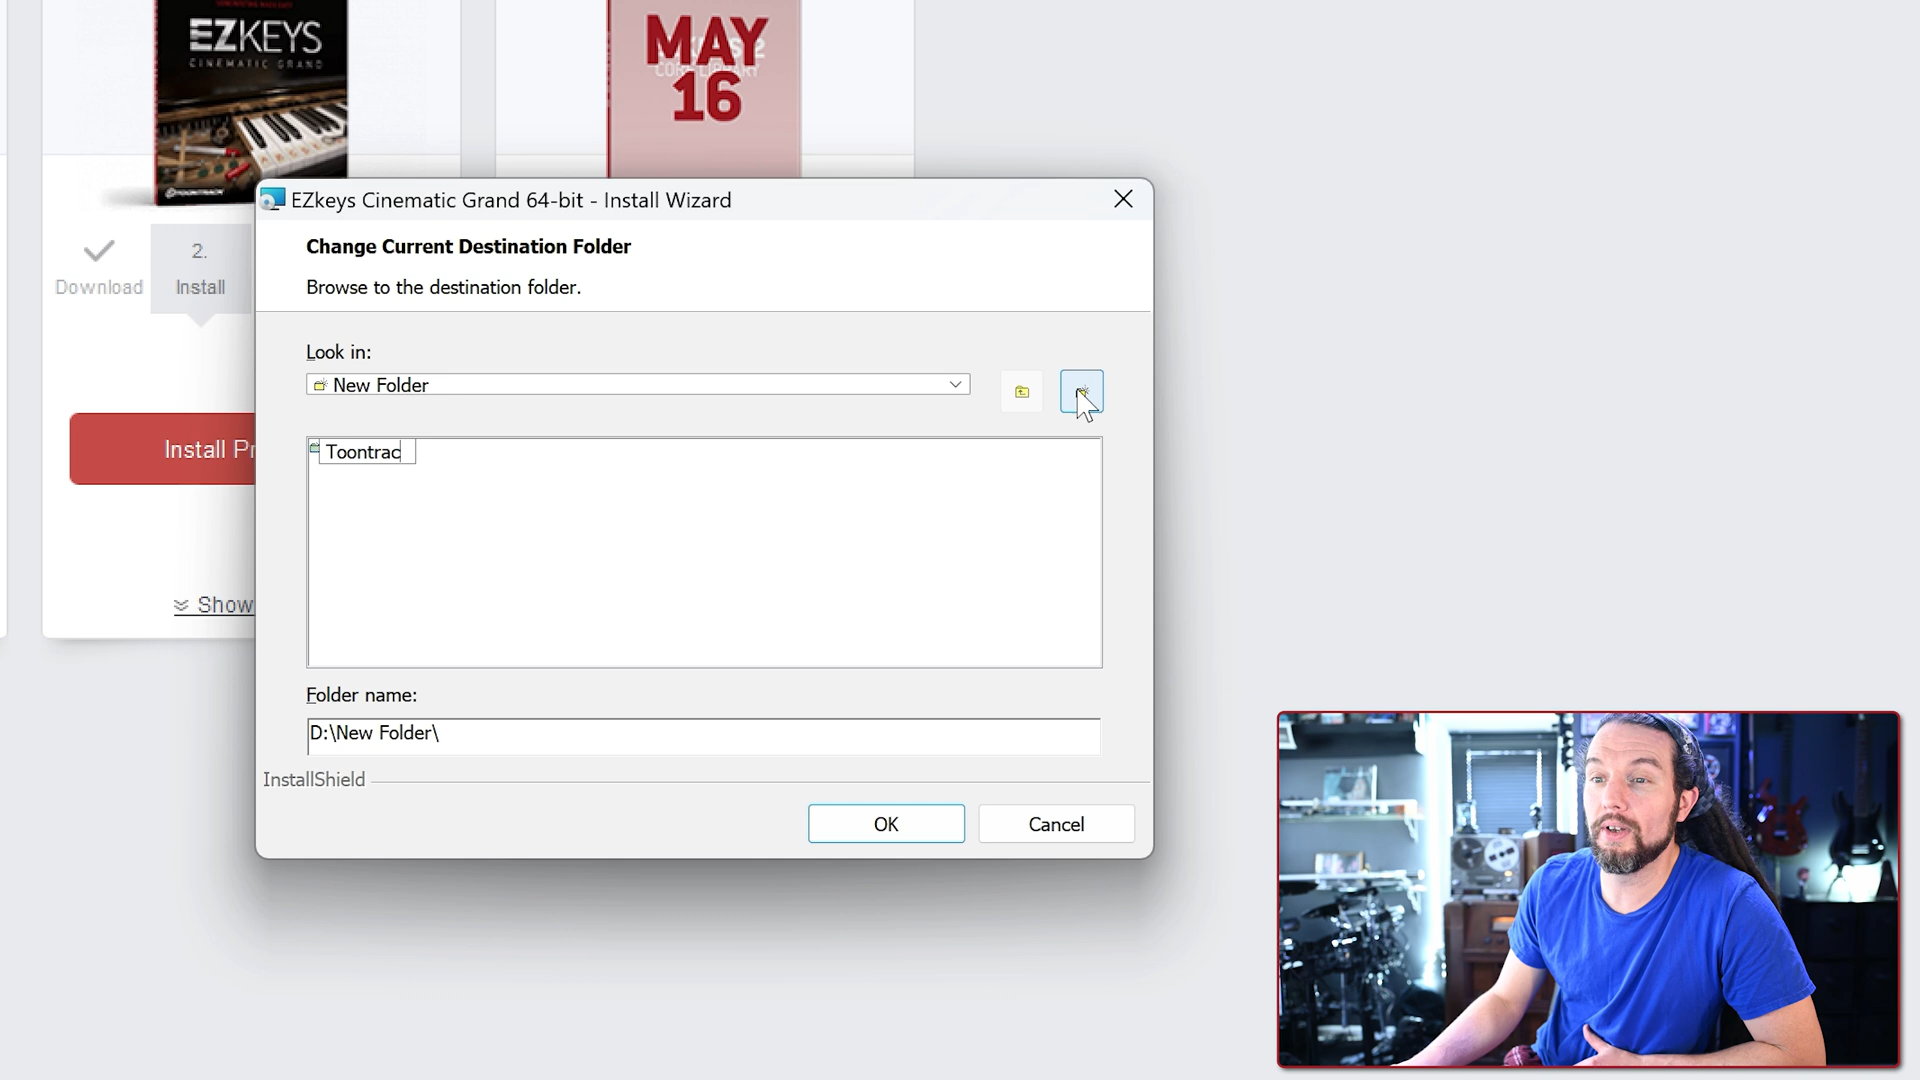 EZKEYS
CINEMATIC GRAND
MAY
16
CORE LIBRARY
EZkeys Cinematic Grand 64-bit - Install Wizard
Change Current Destination Folder
Browse to the destination folder.
Download
2.
Install
Look in:
New Folder
Install Pr
Toontrac
Show
Folder name:
D:\New Folder\
InstallShield
OK
Cancel